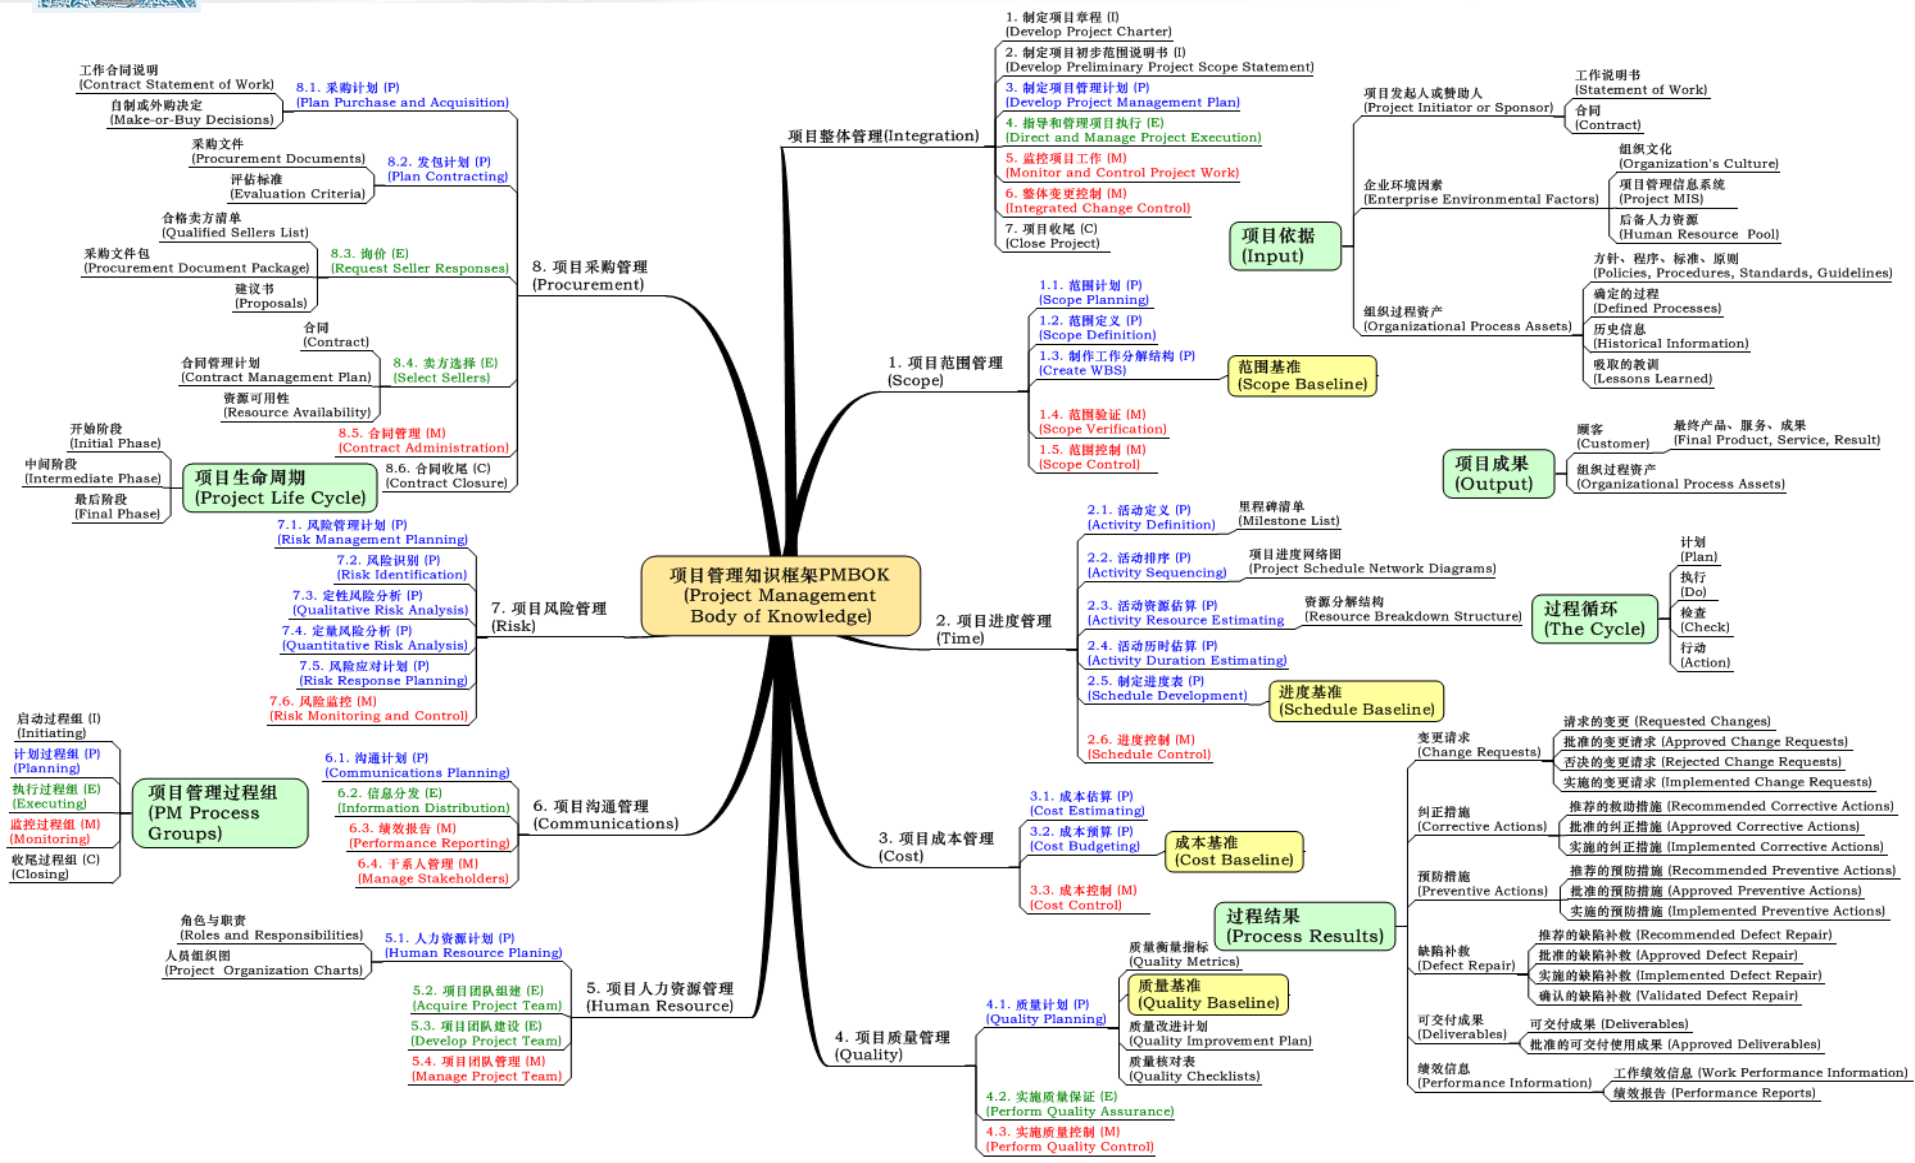 项目管理知识框架PMBOK
(Project Management
Body of Knowledge)
项目整体管理(Integration)
1. 制定项目章程 (I)
(Develop Project Charter)
2. 制定项目初步范围说明书 (I)
(Develop Preliminary Project Scope Statement)
3. 制定项目管理计划 (P)
(Develop Project Management Plan)
4. 指导和管理项目执行 (E)
(Direct and Manage Project Execution)
5. 监控项目工作 (M)
(Monitor and Control Project Work)
6. 整体变更控制 (M)
(Integrated Change Control)
7. 项目收尾 (C)
(Close Project)
1. 项目范围管理
(Scope)
1.1. 范围计划 (P)
(Scope Planning)
1.2. 范围定义 (P)
(Scope Definition)
1.3. 制作工作分解结构 (P)
(Create WBS)
范围基准
(Scope Baseline)
1.4. 范围验证 (M)
(Scope Verification)
1.5. 范围控制 (M)
(Scope Control)
2. 项目进度管理
(Time)
2.1. 活动定义 (P)
(Activity Definition)
里程碑清单
(Milestone List)
2.2. 活动排序 (P)
(Activity Sequencing)
项目进度网络图
(Project Schedule Network Diagrams)
2.3. 活动资源估算 (P)
(Activity Resource Estimating
资源分解结构
(Resource Breakdown Structure)
2.4. 活动历时估算 (P)
(Activity Duration Estimating)
2.5. 制定进度表 (P)
(Schedule Development)
进度基准
(Schedule Baseline)
2.6. 进度控制 (M)
(Schedule Control)
3. 项目成本管理
(Cost)
3.1. 成本估算 (P)
(Cost Estimating)
3.2. 成本预算 (P)
(Cost Budgeting)
成本基准
(Cost Baseline)
3.3. 成本控制 (M)
(Cost Control)
4. 项目质量管理
(Quality)
4.1. 质量计划 (P)
(Quality Planning)
质量衡量指标
(Quality Metrics)
质量基准
(Quality Baseline)
质量改进计划
(Quality Improvement Plan)
质量核对表
(Quality Checklists)
4.2. 实施质量保证 (E)
(Perform Quality Assurance)
4.3. 实施质量控制 (M)
(Perform Quality Control)
5. 项目人力资源管理
(Human Resource)
5.1. 人力资源计划 (P)
(Human Resource Planing)
角色与职责
(Roles and Responsibilities)
人员组织图
(Project  Organization Charts)
5.2. 项目团队组建 (E)
(Acquire Project Team)
5.3. 项目团队建设 (E)
(Develop Project Team)
5.4. 项目团队管理 (M)
(Manage Project Team)
6. 项目沟通管理
(Communications)
6.1. 沟通计划 (P)
(Communications Planning)
6.2. 信息分发 (E)
(Information Distribution)
6.3. 绩效报告 (M)
(Performance Reporting)
6.4. 干系人管理 (M)
(Manage Stakeholders)
7. 项目风险管理
(Risk)
7.1. 风险管理计划 (P)
(Risk Management Planning)
7.2. 风险识别 (P)
(Risk Identification)
7.3. 定性风险分析 (P)
(Qualitative Risk Analysis)
7.4. 定量风险分析 (P)
(Quantitative Risk Analysis)
7.5. 风险应对计划 (P)
(Risk Response Planning)
7.6. 风险监控 (M)
(Risk Monitoring and Control)
8. 项目采购管理
(Procurement)
8.1. 采购计划 (P)
(Plan Purchase and Acquisition)
工作合同说明
(Contract Statement of Work)
自制或外购决定
(Make-or-Buy Decisions)
8.2. 发包计划 (P)
(Plan Contracting)
采购文件
(Procurement Documents)
评估标准
(Evaluation Criteria)
8.3. 询价 (E)
(Request Seller Responses)
合格卖方清单
(Qualified Sellers List)
采购文件包
(Procurement Document Package)
建议书
(Proposals)
8.4. 卖方选择 (E)
(Select Sellers)
合同
(Contract)
合同管理计划
(Contract Management Plan)
资源可用性
(Resource Availability)
8.5. 合同管理 (M)
(Contract Administration)
8.6. 合同收尾 (C)
(Contract Closure)
项目生命周期
(Project Life Cycle)
开始阶段
(Initial Phase)
中间阶段
(Intermediate Phase)
最后阶段
(Final Phase)
项目管理过程组
(PM Process
Groups)
启动过程组 (I)
(Initiating)
计划过程组 (P)
(Planning)
执行过程组 (E)
(Executing)
监控过程组 (M)
(Monitoring)
收尾过程组 (C)
(Closing)
项目依据
(Input)
项目发起人或赞助人
(Project Initiator or Sponsor)
工作说明书
(Statement of Work)
合同
(Contract)
企业环境因素
(Enterprise Environmental Factors)
组织文化
(Organization's Culture)
项目管理信息系统
(Project MIS)
后备人力资源
(Human Resource  Pool)
组织过程资产
(Organizational Process Assets)
方针、程序、标准、原则
(Policies, Procedures, Standards, Guidelines)
确定的过程
(Defined Processes)
历史信息
(Historical Information)
吸取的教训
(Lessons Learned)
项目成果
(Output)
顾客
(Customer)
最终产品、服务、成果
(Final Product, Service, Result)
组织过程资产
(Organizational Process Assets)
过程循环
(The Cycle)
计划
(Plan)
执行
(Do)
检查
(Check)
行动
(Action)
过程结果
(Process Results)
变更请求
(Change Requests)
请求的变更 (Requested Changes)
批准的变更请求 (Approved Change Requests)
否决的变更请求 (Rejected Change Requests)
实施的变更请求 (Implemented Change Requests)
纠正措施
(Corrective Actions)
推荐的救助措施 (Recommended Corrective Actions)
批准的纠正措施 (Approved Corrective Actions)
实施的纠正措施 (Implemented Corrective Actions)
预防措施
(Preventive Actions)
推荐的预防措施 (Recommended Preventive Actions)
批准的预防措施 (Approved Preventive Actions)
实施的预防措施 (Implemented Preventive Actions)
缺陷补救
(Defect Repair)
推荐的缺陷补救 (Recommended Defect Repair)
批准的缺陷补救 (Approved Defect Repair)
实施的缺陷补救 (Implemented Defect Repair)
确认的缺陷补救 (Validated Defect Repair)
可交付成果
(Deliverables)
可交付成果 (Deliverables)
批准的可交付使用成果 (Approved Deliverables)
绩效信息
(Performance Information)
工作绩效信息 (Work Performance Information)
绩效报告 (Performance Reports)